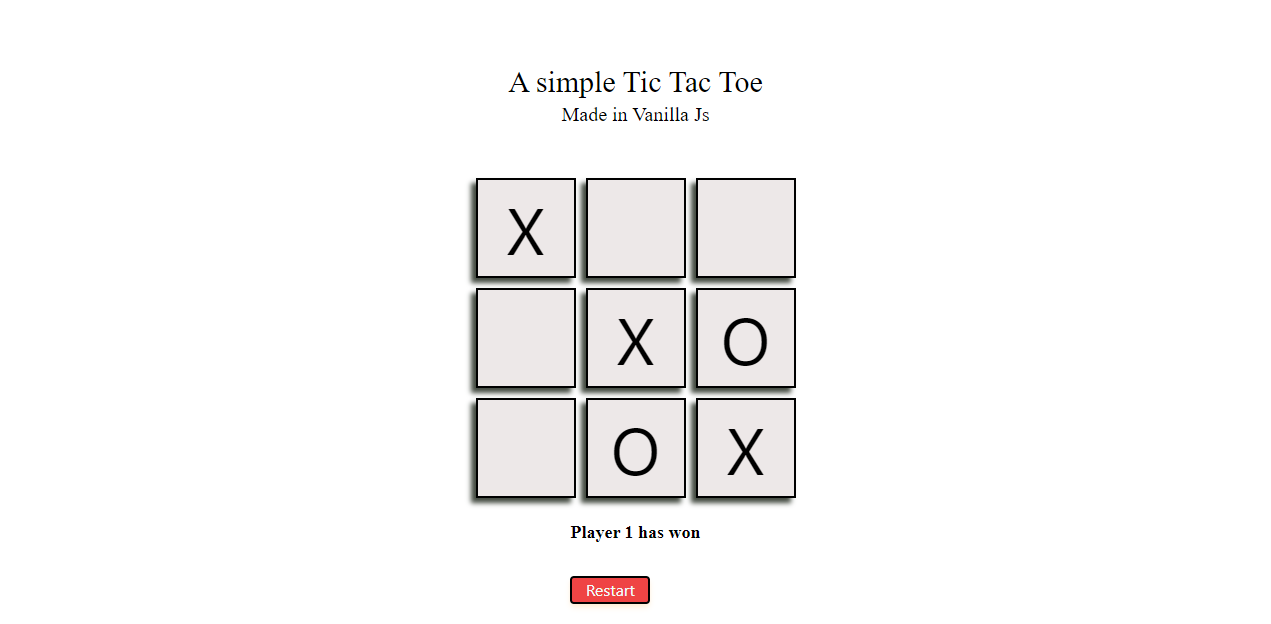 A simple Tic Tac Toe
Made in Vanilla Js
X
X O
O X
Player 1 has won
Restart